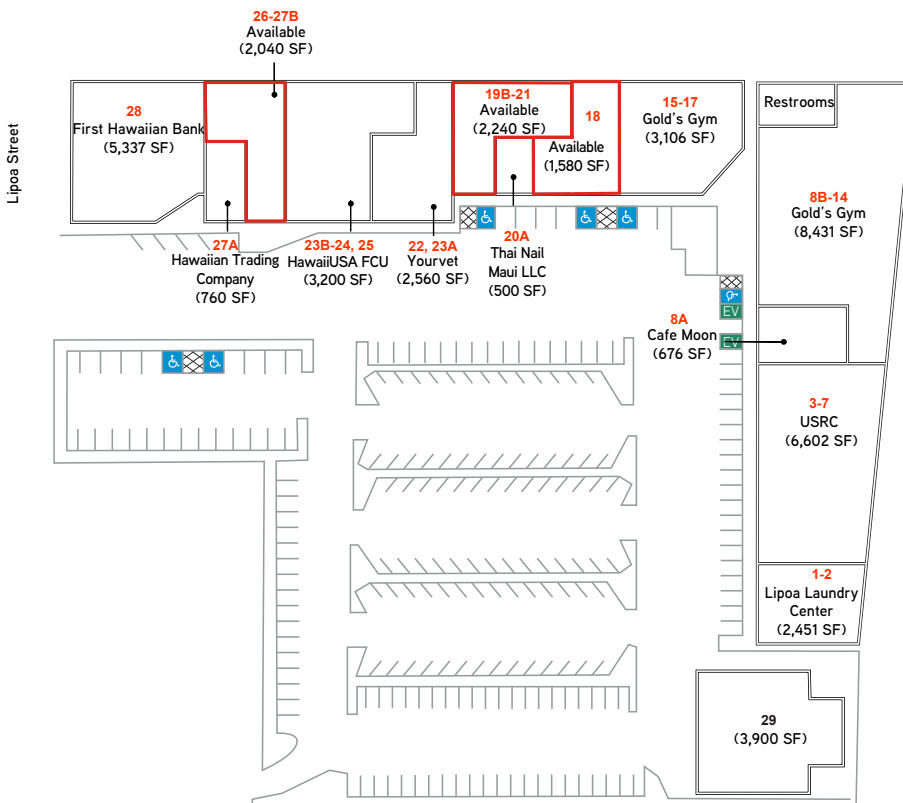 26-27B
Available
(2,040 SF)
Lipoa Street
28
First Hawaiian Bank
(5,337 SF)
19B-21
Available
(2,240 SF)
18
Available
(1,580 SF)
15-17
Gold's Gym
(3,106 SF)
Restrooms
8B-14
Gold's Gym
(8,431 SF)
27A
Hawaiian Trading
Company
(760 SF)
23B-24, 25
HawaiiUSA FCU
(3,200 SF)
22, 23A
Yourvet
(2,560 SF)
20A
Thai Nail
Maui LLC
(500 SF)
EV
8A
Cafe Moon
(676 SF)
EV
3-7
USRC
(6,602 SF)
1-2
Lipoa Laundry
Center
(2,451 SF)
29
(3,900 SF)